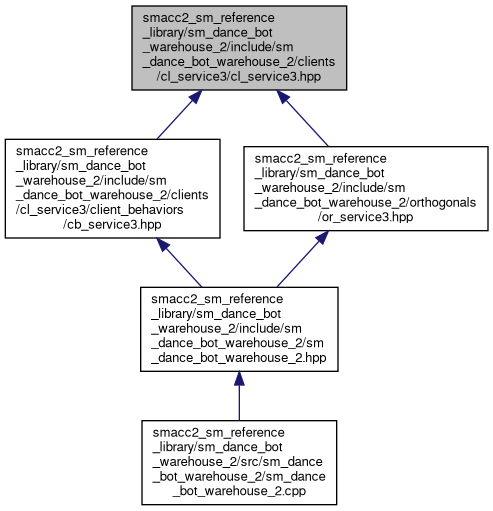 smacc2_sm_reference
_library/sm_dance_bot
_warehouse_2/include/sm
_dance_bot_warehouse_2/clients
/cl_service3/cl_service3.hpp
smacc2_sm_reference
_library/sm_dance_bot
_warehouse_2/include/sm
_dance_bot_warehouse_2/clients
/cl_service3/client_behaviors
/cb_service3.hpp
smacc2_sm_reference
_library/sm_dance_bot
_warehouse_2/include/sm
_dance_bot_warehouse_2/orthogonals
/or_service3.hpp
smacc2_sm_reference
_library/sm_dance_bot
_warehouse_2/include/sm
_dance_bot_warehouse_2/sm
_dance_bot_warehouse_2.hpp
smacc2_sm_reference
_library/sm_dance_bot
_warehouse_2/src/sm_dance
_bot_warehouse_2/sm_dance
_bot_warehouse_2.cpp